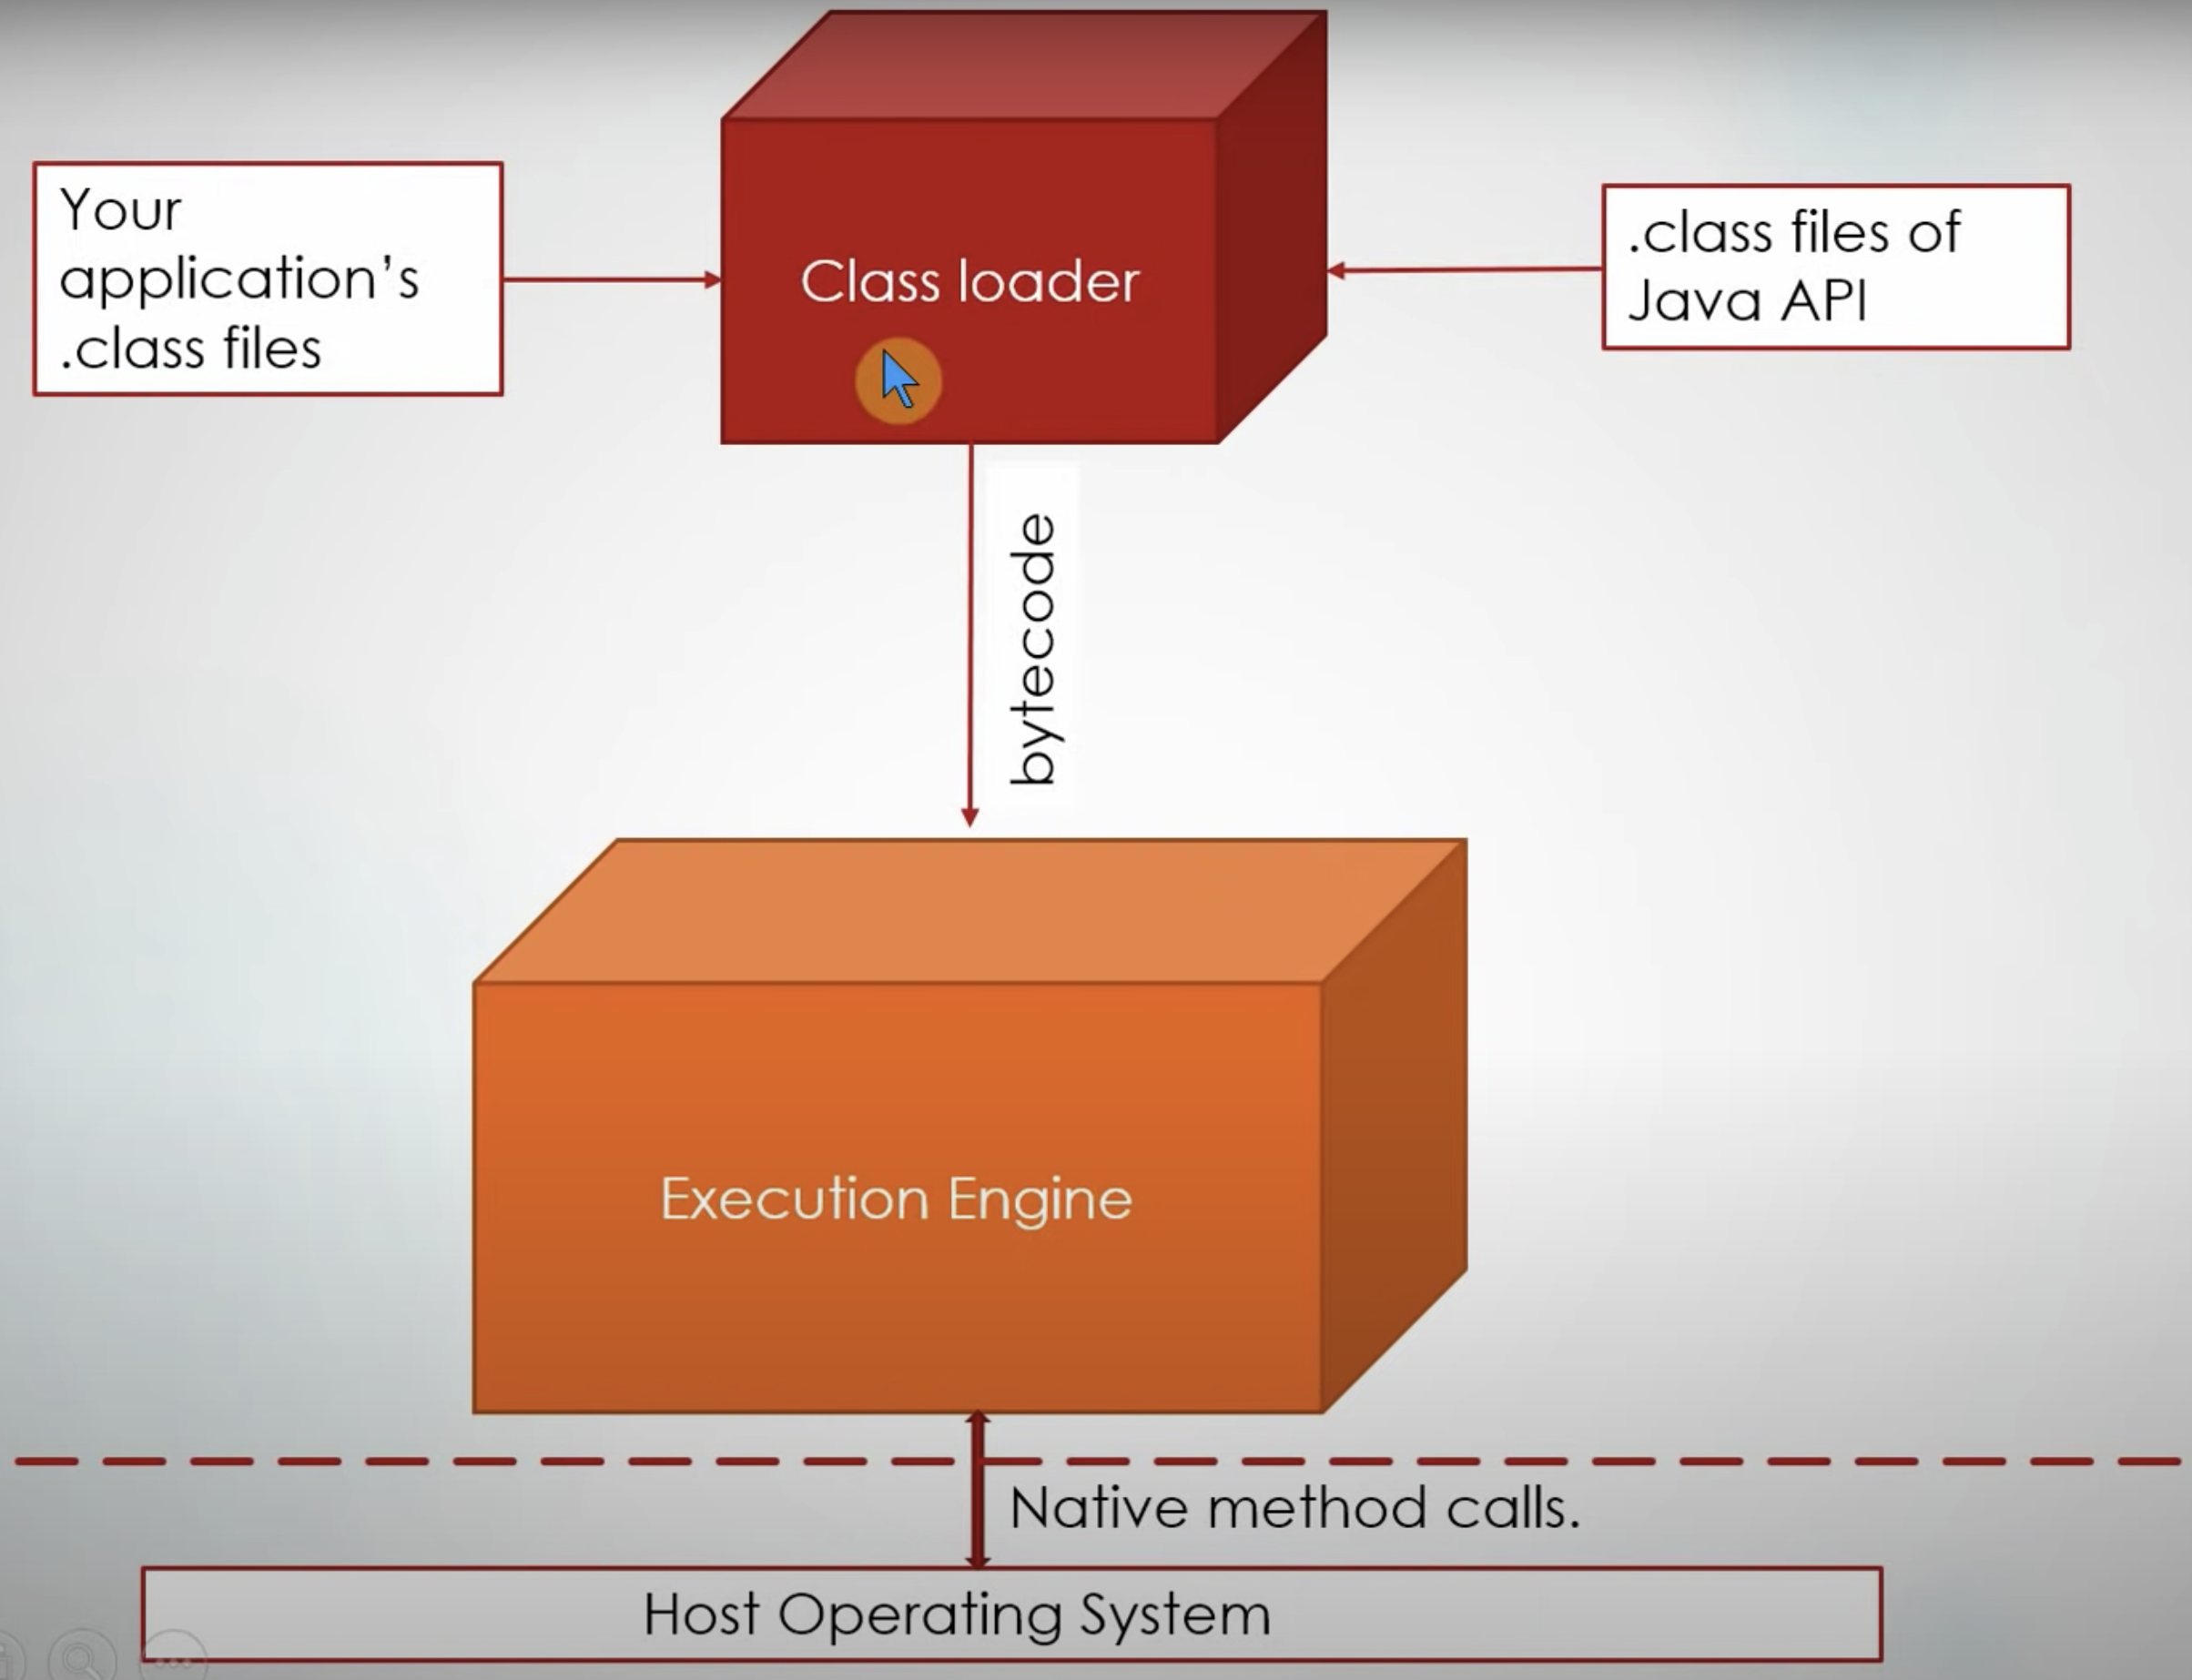 Your
application’s
.class files
Class loader
.class files of
Java API
bytecode
Execution Engine
Native method calls.
Host Operating System